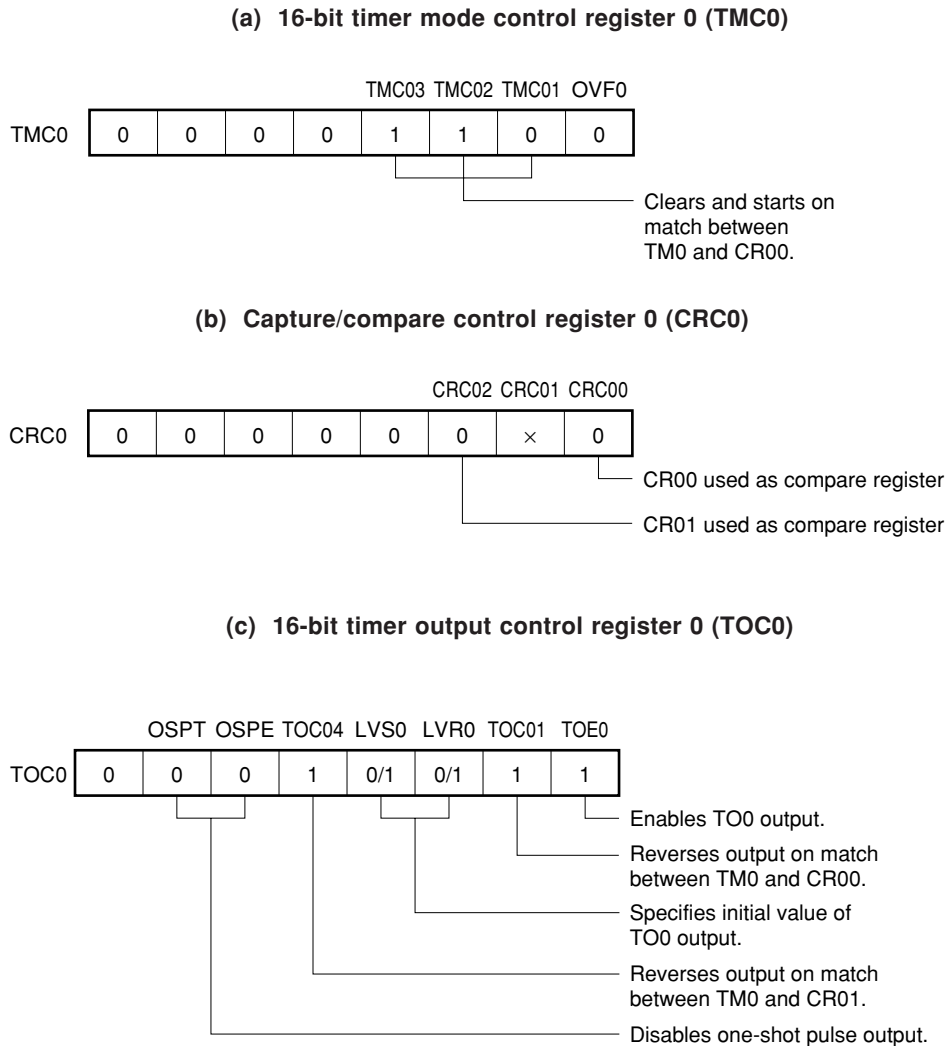 (a) 16-bit timer mode control register 0 (TMC0)
TMC03 TMC02 TMC01 OVF0
TMC0 0 0 0 0 1 1 0 0
Clears and starts on
match between
TM0 and CR00.
(b) Capture/compare control register 0 (CRC0)
CRC02 CRC01 CRC00
CRC0 0 0 0 0 0 0 × 0
CR00 used as compare register
CR01 used as compare register
(c) 16-bit timer output control register 0 (TOC0)
OSPT OSPE TOC04 LVS0 LVR0 TOC01 TOE0
TOC0 0 0 0 1 0/1 0/1 1 1
Enables TO0 output.
Reverses output on match
between TM0 and CR00.
Specifies initial value of
TO0 output.
Reverses output on match
between TM0 and CR01.
Disables one-shot pulse output.